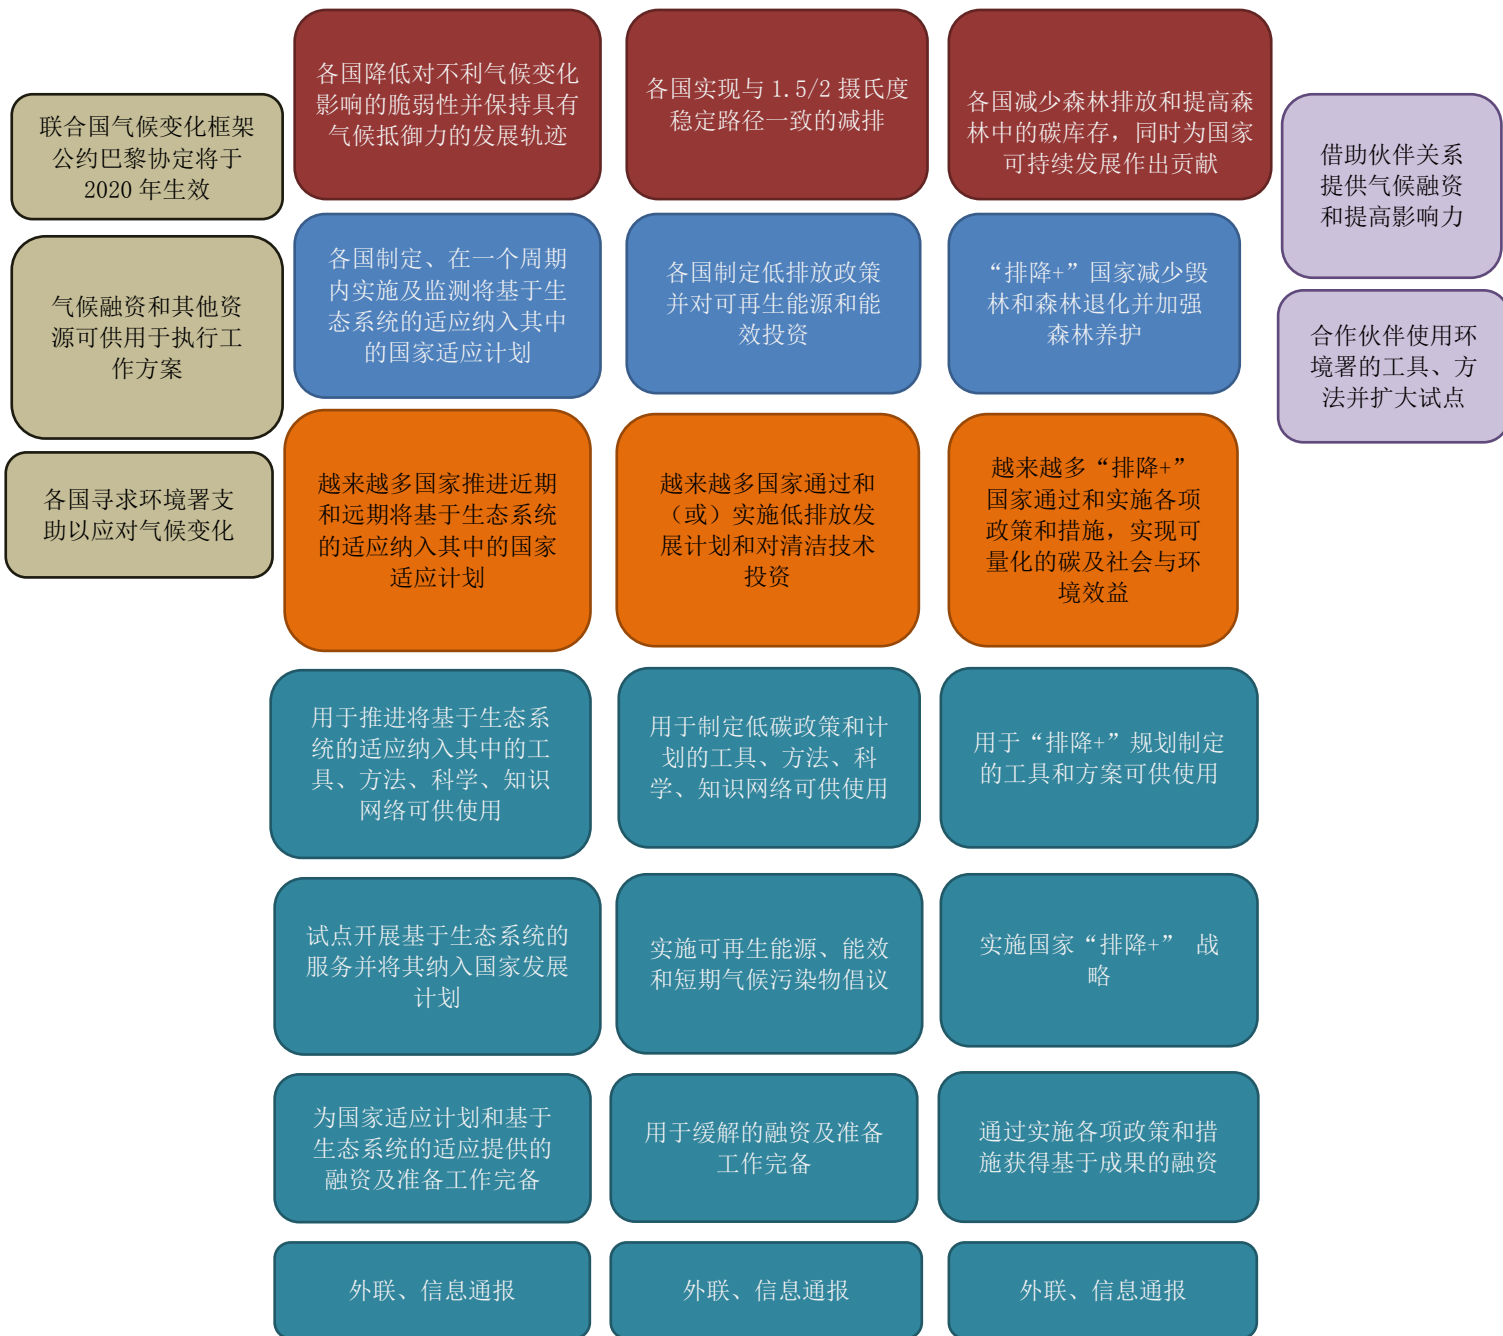 各国降低对不利气候变化
影响的脆弱性并保持具有
气候抵御力的发展轨迹
各国实现与 1.5/2 摄氏度
稳定路径一致的减排
各国减少森林排放和提高森
林中的碳库存，同时为国家
可持续发展作出贡献
联合国气候变化框架
公约巴黎协定将于
2020 年生效
借助伙伴关系
提供气候融资
和提高影响力
各国制定、在一个周期
内实施及监测将基于生
态系统的适应纳入其中
的国家适应计划
各国制定低排放政策
并对可再生能源和能
效投资
“排降+”国家减少毁
林和森林退化并加强
森林养护
气候融资和其他资
源可供用于执行工
作方案
合作伙伴使用环
境署的工具、方
法并扩大试点
各国寻求环境署支
助以应对气候变化
越来越多国家推进近期
和远期将基于生态系统
的适应纳入其中的国家
适应计划
越来越多国家通过和
（或）实施低排放发
展计划和对清洁技术
投资
越来越多“排降+”
国家通过和实施各项
政策和措施，实现可
量化的碳及社会与环
境效益
用于推进将基于生态系
统的适应纳入其中的工
具、方法、科学、知识
网络可供使用
用于制定低碳政策和计
划的工具、方法、科
学、知识网络可供使用
用于“排降+”规划制定
的工具和方案可供使用
试点开展基于生态系统的
服务并将其纳入国家发展
计划
实施可再生能源、能效
和短期气候污染物倡议
实施国家“排降+” 战
略
为国家适应计划和基于
生态系统的适应提供的
融资及准备工作完备
用于缓解的融资及准备
工作完备
通过实施各项政策和措
施获得基于成果的融资
外联、信息通报
外联、信息通报
外联、信息通报